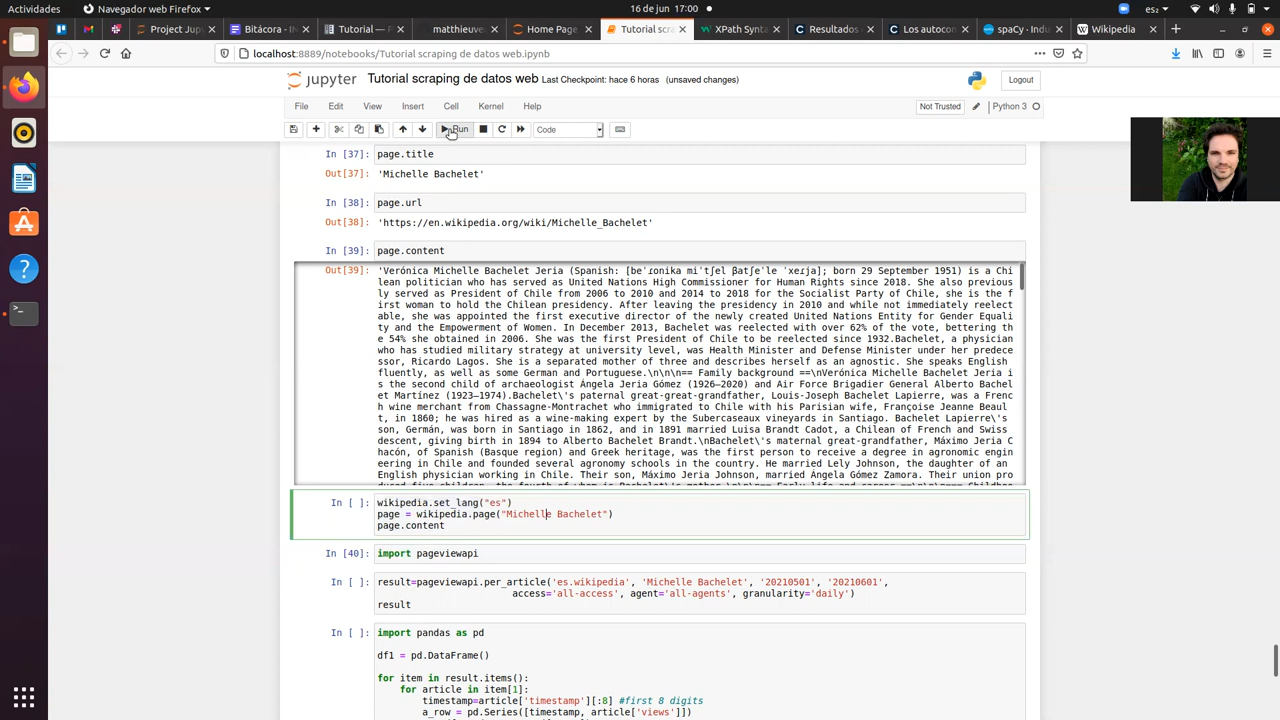 Actividades
Navegador web Firefox
16 de jun 17:00
es₂
Project Jup
Bitácora - In
Tutorial —
matthieuve
Home Page
Tutorial scra
XPath Synta
Resultados
Los autocon
spaCy · Indu
Wikipedia
localhost:8889/notebooks/Tutorial scraping de datos web.ipynb
jupyter Tutorial scraping de datos web Last Checkpoint: hace 6 horas (unsaved changes)
Logout
File Edit View Insert Cell Kernel Help
Not Trusted
Python 3
Run
Code
In [37]: page.title
Out[37]: 'Michelle Bachelet'
In [38]: page.url
Out[38]: 'https://en.wikipedia.org/wiki/Michelle_Bachelet'
In [39]: page.content
Out[39]: 'Verónica Michelle Bachelet Jeria (Spanish: [beˈɾonika miˈtʃel βatʃeˈle ˈxeɾja]; born 29 September 1951) is a Chi
lean politician who has served as United Nations High Commissioner for Human Rights since 2018. She also previous
ly served as President of Chile from 2006 to 2010 and 2014 to 2018 for the Socialist Party of Chile, she is the f
irst woman to hold the Chilean presidency. After leaving the presidency in 2010 and while not immediately reelect
able, she was appointed the first executive director of the newly created United Nations Entity for Gender Equali
ty and the Empowerment of Women. In December 2013, Bachelet was reelected with over 62% of the vote, bettering th
e 54% she obtained in 2006. She was the first President of Chile to be reelected since 1932.Bachelet, a physician
who has studied military strategy at university level, was Health Minister and Defense Minister under her predece
ssor, Ricardo Lagos. She is a separated mother of three and describes herself as an agnostic. She speaks English
fluently, as well as some German and Portuguese.\n\n\n== Family background ==\nVerónica Michelle Bachelet Jeria i
s the second child of archaeologist Ángela Jeria Gómez (1926–2020) and Air Force Brigadier General Alberto Bachel
et Martínez (1923–1974).Bachelet\'s paternal great-great-grandfather, Louis-Joseph Bachelet Lapierre, was a Frenc
h wine merchant from Chassagne-Montrachet who immigrated to Chile with his Parisian wife, Françoise Jeanne Beaul
t, in 1860; he was hired as a wine-making expert by the Subercaseaux vineyards in Santiago. Bachelet Lapierre's
son, Germán, was born in Santiago in 1862, and in 1891 married Luisa Brandt Cadot, a Chilean of French and Swiss
descent, giving birth in 1894 to Alberto Bachelet Brandt.\nBachelet\'s maternal great-grandfather, Máximo Jeria C
hacón, of Spanish (Basque region) and Greek heritage, was the first person to receive a degree in agronomic engin
eering in Chile and founded several agronomy schools in the country. He married Lely Johnson, the daughter of an
English physician working in Chile. Their son, Máximo Jeria Johnson, married Ángela Gómez Zamora. Their union pro
In [ ]: wikipedia.set_lang("es")
page = wikipedia.page("Michelle Bachelet")
page.content
In [40]: import pageviewapi
In [ ]: result=pageviewapi.per_article('es.wikipedia', 'Michelle Bachelet', '20210501', '20210601',
access='all-access', agent='all-agents', granularity='daily')
result
In [ ]: import pandas as pd
df1 = pd.DataFrame()
for item in result.items():
for article in item[1]:
timestamp=article['timestamp'][:8] #first 8 digits
a_row = pd.Series([timestamp, article['views']])